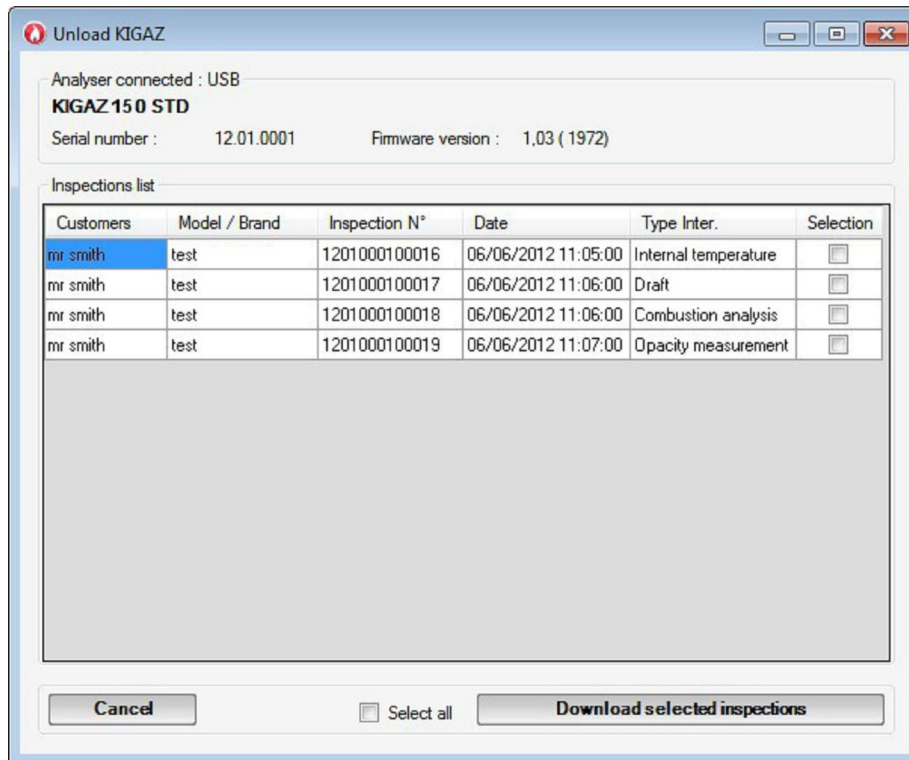 Unload KIGAZ
Analyser connected : USB
KIGAZ150 STD
Serial number : 12.01.0001 Firmware version : 1,03 ( 1972)
Inspections list
Customers Model / Brand Inspection N° Date Type Inter. Selection
mr smith test 1201000100016 06/06/2012 11:05:00 Internal temperature
mr smith test 1201000100017 06/06/2012 11:06:00 Draft
mr smith test 1201000100018 06/06/2012 11:06:00 Combustion analysis
mr smith test 1201000100019 06/06/2012 11:07:00 Opacity measurement
Cancel Select all Download selected inspections